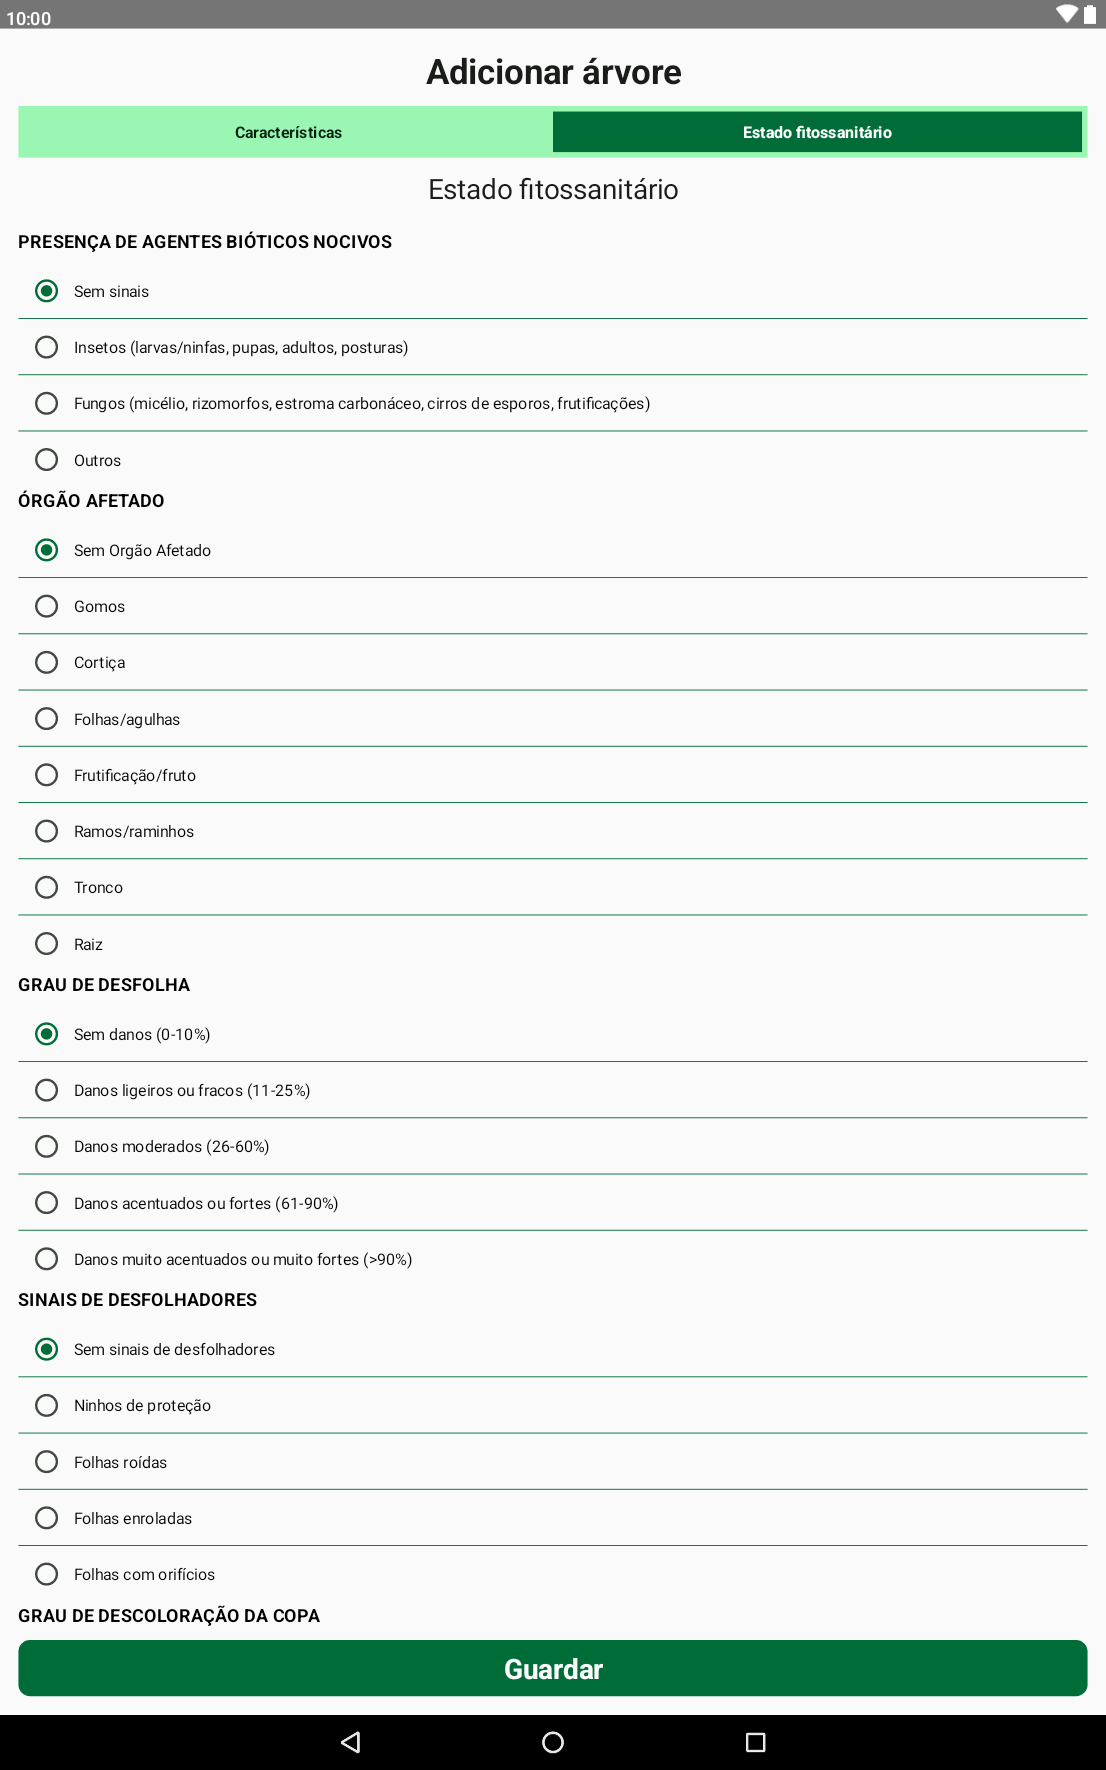 10:00
Adicionar árvore
Características
Estado fitossanitário
Estado fitossanitário
PRESENÇA DE AGENTES BIÓTICOS NOCIVOS
Sem sinais
Insetos (larvas/ninfas, pupas, adultos, posturas)
Fungos (micélio, rizomorfos, estroma carbonáceo, cirros de esporos, frutificações)
Outros
ÓRGÃO AFETADO
Sem Orgão Afetado
Gomos
Cortiça
Folhas/agulhas
Frutificação/fruto
Ramos/raminhos
Tronco
Raiz
GRAU DE DESFOLHA
Sem danos (0-10%)
Danos ligeiros ou fracos (11-25%)
Danos moderados (26-60%)
Danos acentuados ou fortes (61-90%)
Danos muito acentuados ou muito fortes (>90%)
SINAIS DE DESFOLHADORES
Sem sinais de desfolhadores
Ninhos de proteção
Folhas roídas
Folhas enroladas
Folhas com orifícios
GRAU DE DESCOLORAÇÃO DA COPA
Guardar